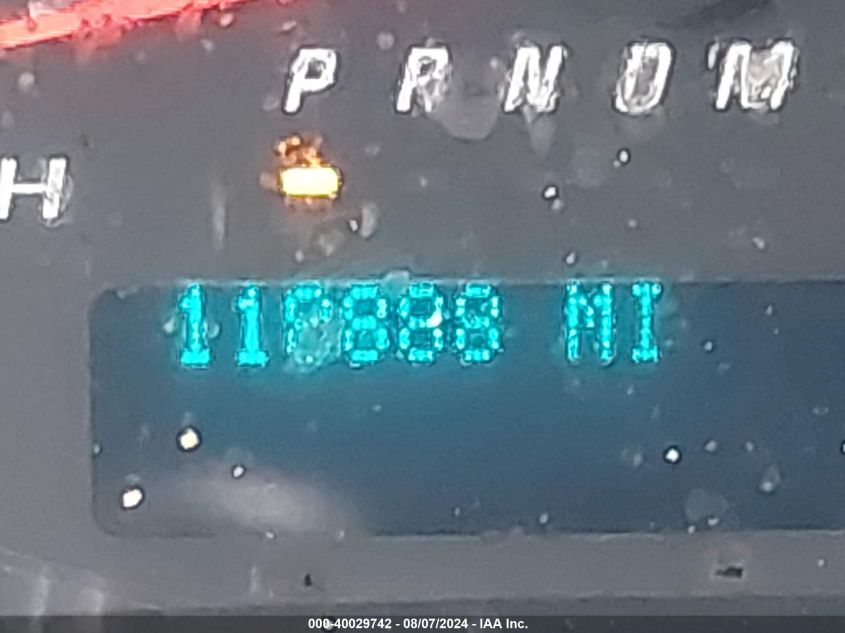 P R N D M
H
110888 MI
000-40029742 - 08/07/2024 - IAA Inc.